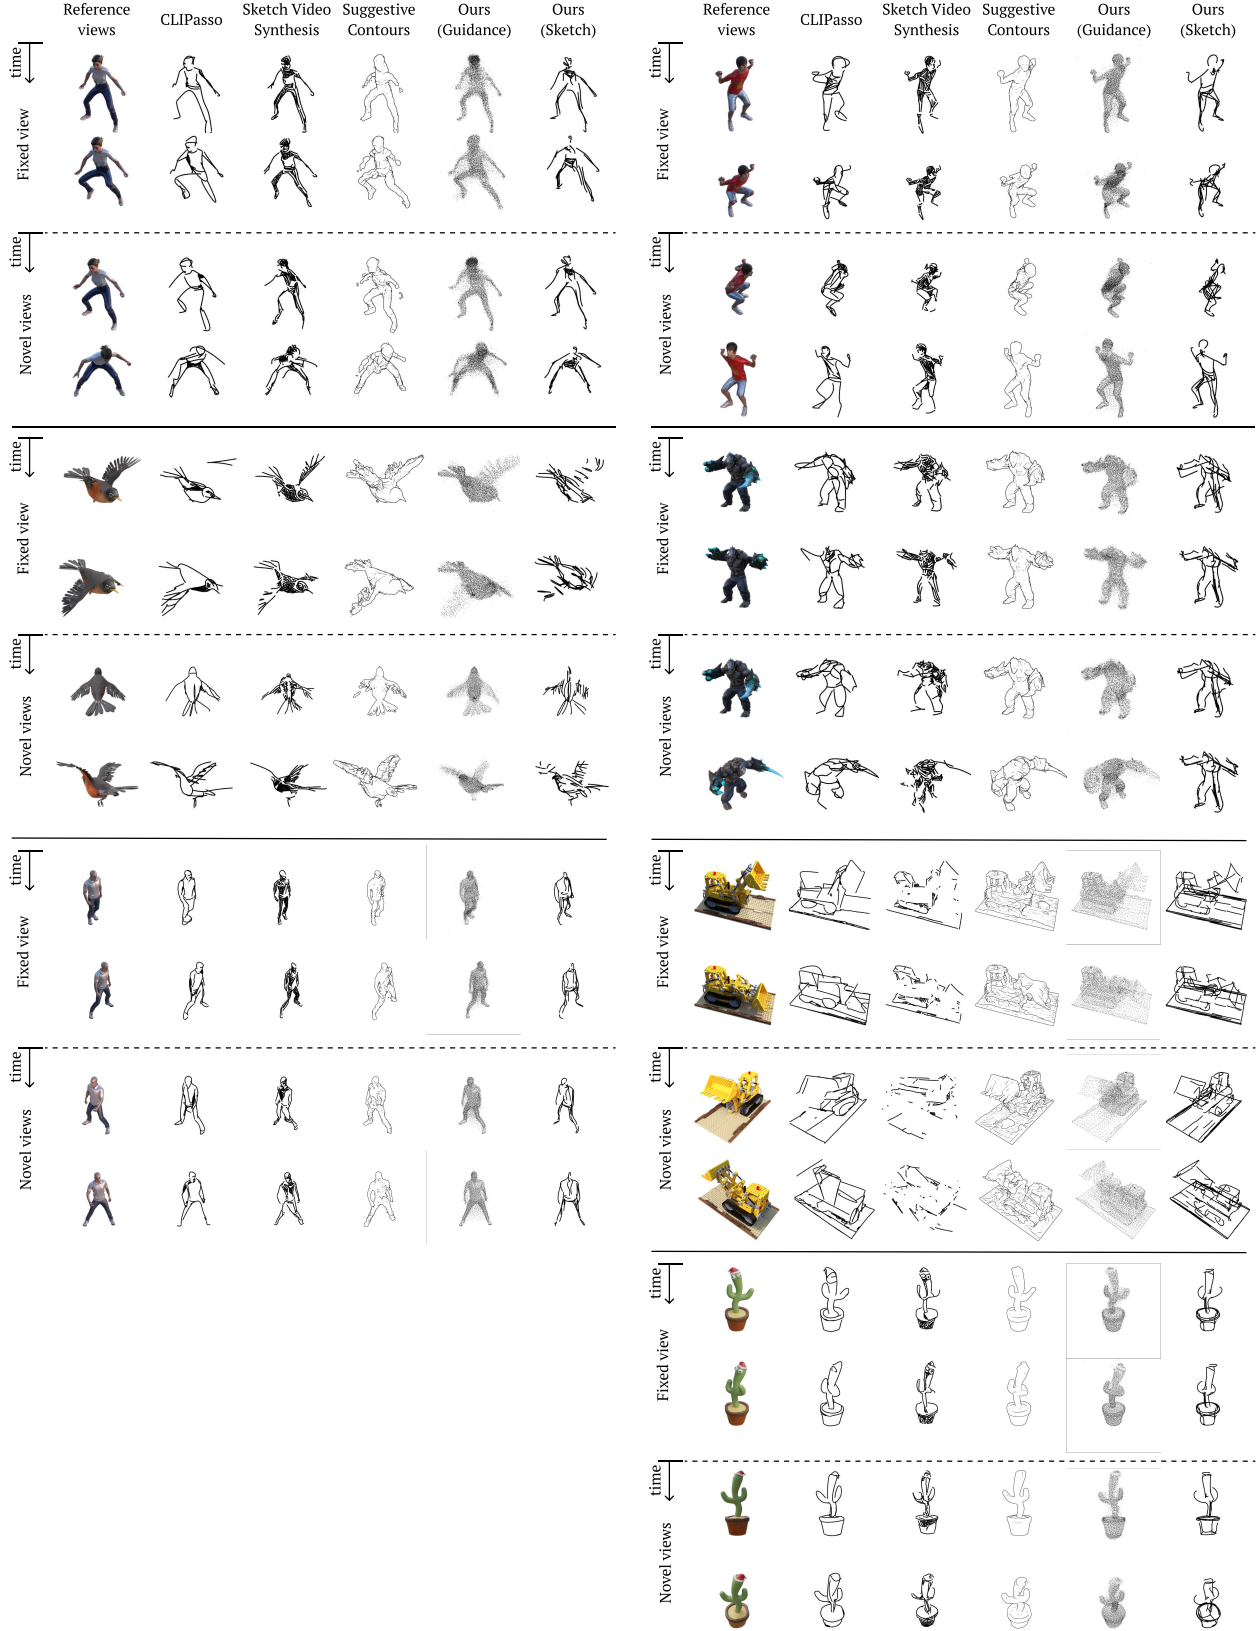 Reference
views
CLIPasso
Sketch Video
Synthesis
Suggestive
Contours
Ours
(Guidance)
Ours
(Sketch)
time
Fixed view
time
Novel views
time
Fixed view
time
Novel views
time
Fixed view
time
Novel views
Reference
views
CLIPasso
Sketch Video
Synthesis
Suggestive
Contours
Ours
(Guidance)
Ours
(Sketch)
time
Fixed view
time
Novel views
time
Fixed view
time
Novel views
time
Fixed view
time
Novel views
time
Fixed view
time
Novel views